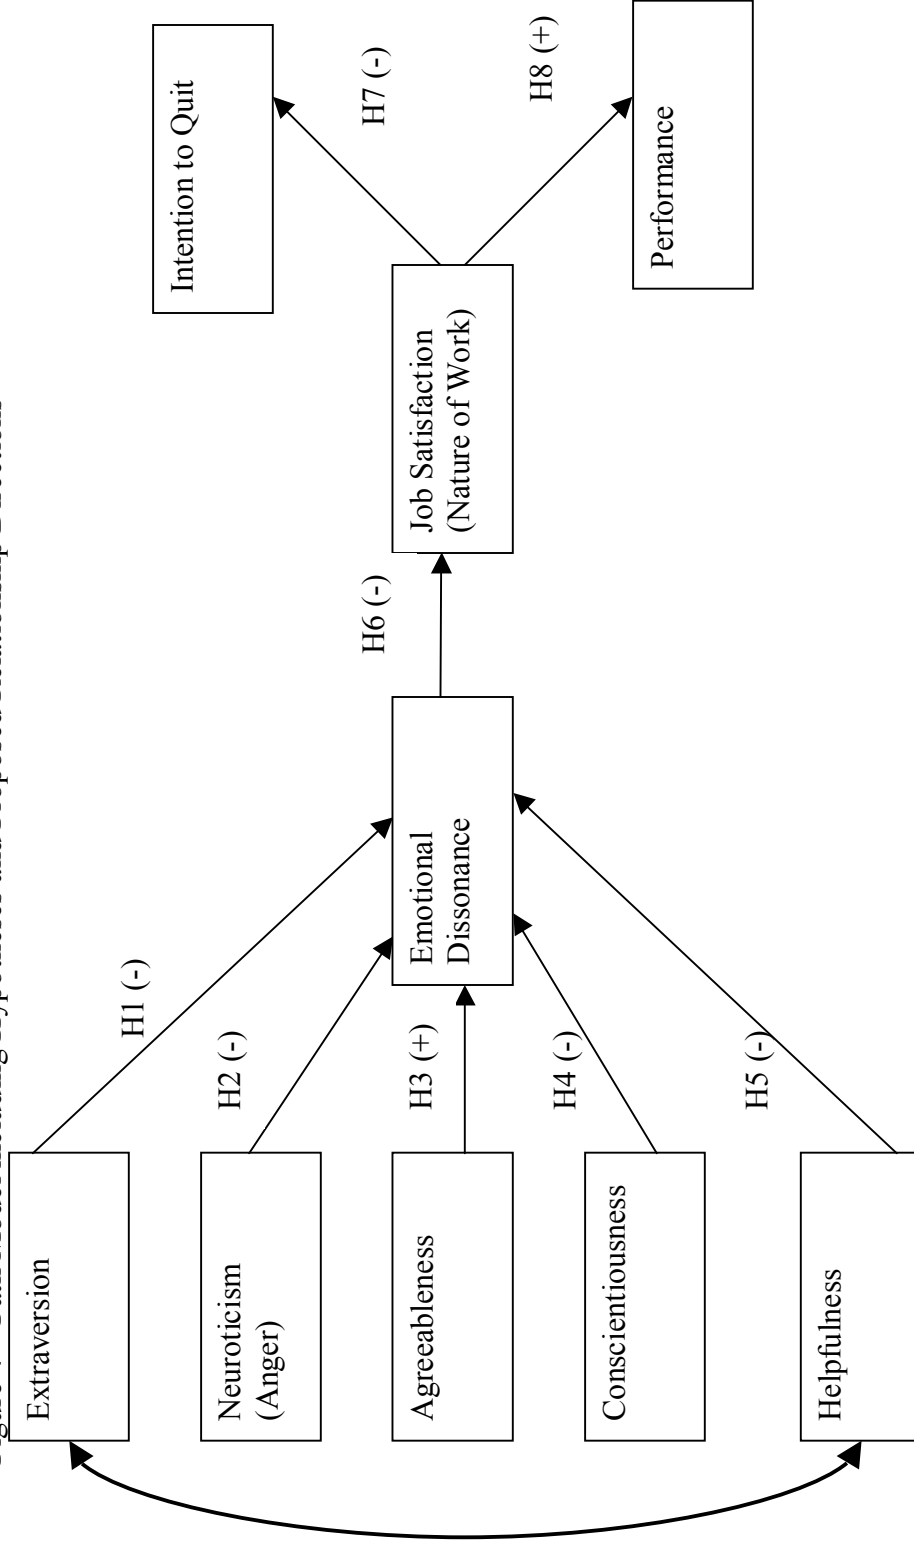 Extraversion
H1 (-)
Intention to Quit
Neuroticism
(Anger)
H2 (-)
H6 (-)
H7 (-)
Agreeableness
H3 (+)
Emotional
Dissonance
Job Satisfaction
(Nature of Work)
H8 (+)
H4 (-)
Conscientiousness
Performance
H5 (-)
Helpfulness